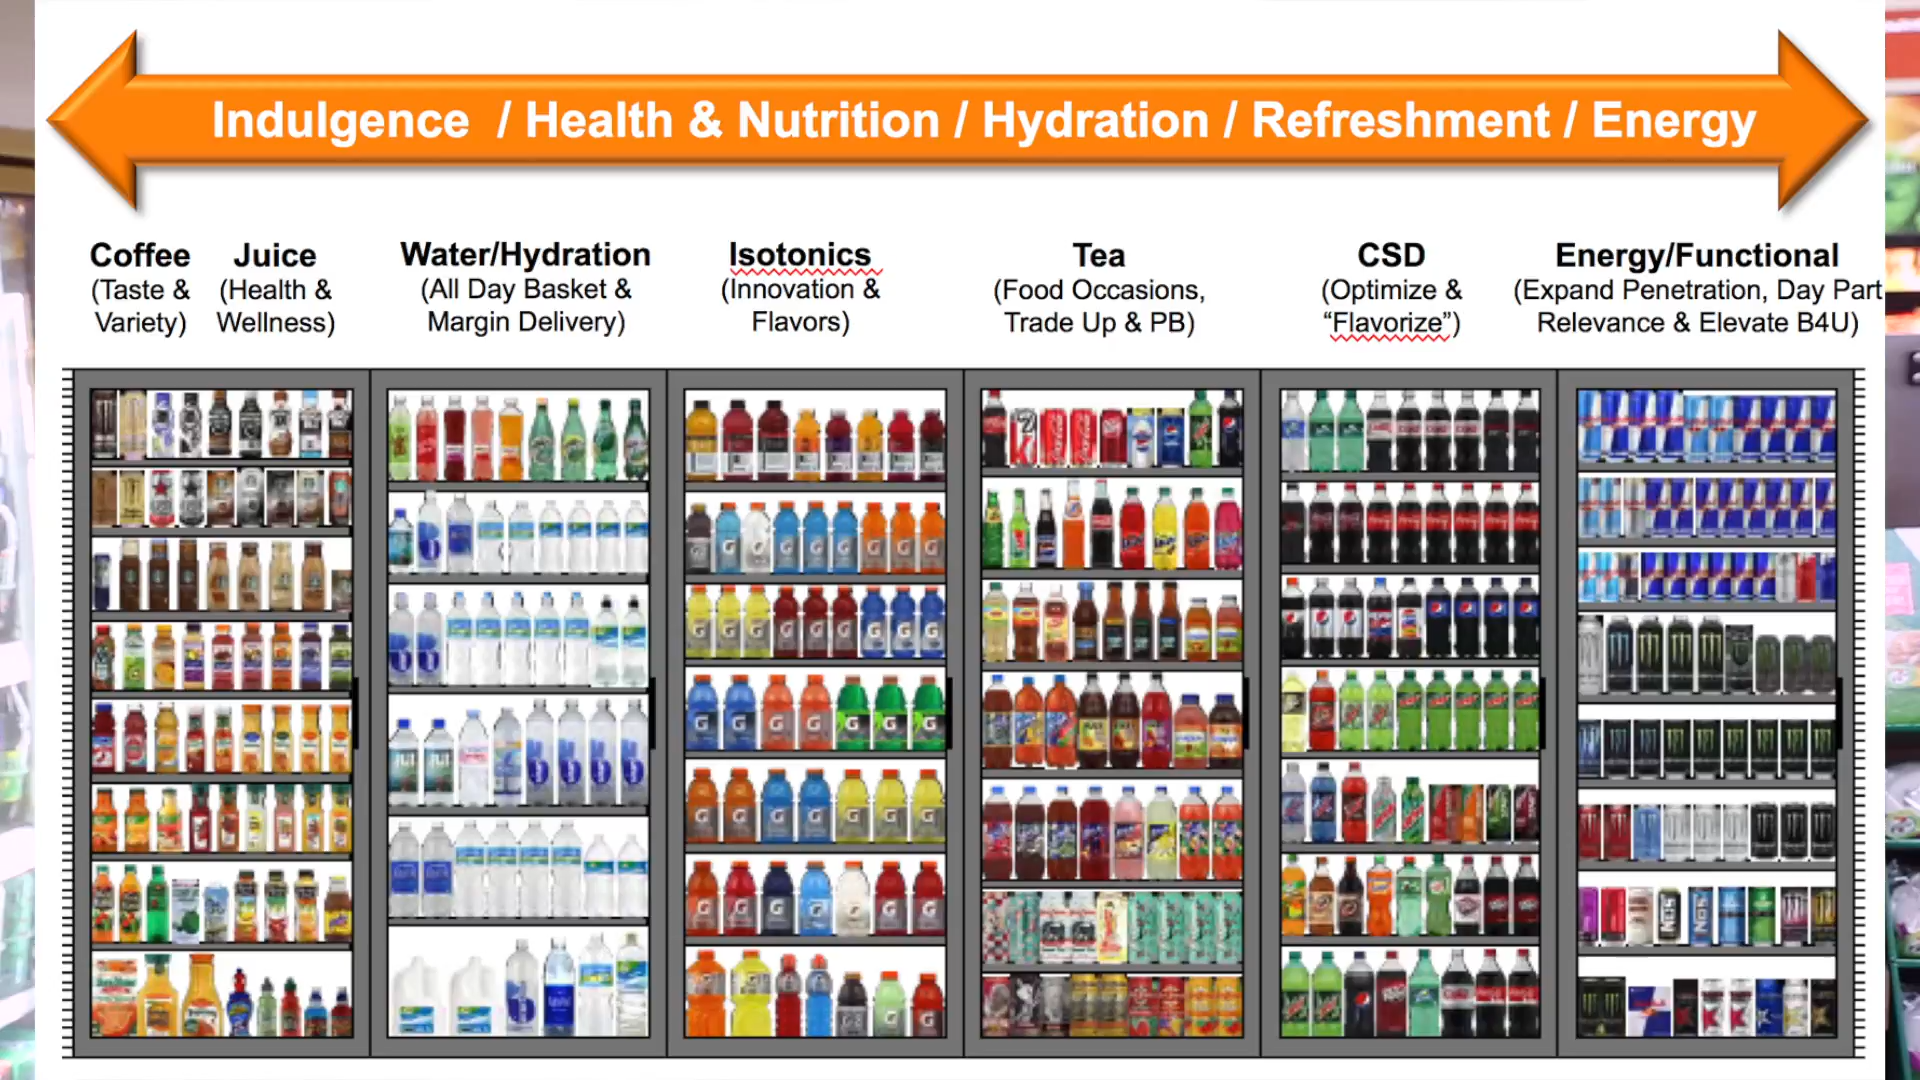 Indulgence / Health & Nutrition / Hydration / Refreshment / Energy
Coffee
(Taste &
Variety)
Juice
(Health &
Wellness)
Water/Hydration
(All Day Basket &
Margin Delivery)
Isotonics
(Innovation &
Flavors)
Tea
(Food Occasions,
Trade Up & PB)
CSD
(Optimize &
“Flavorize”)
Energy/Functional
(Expand Penetration, Day Part
Relevance & Elevate B4U)